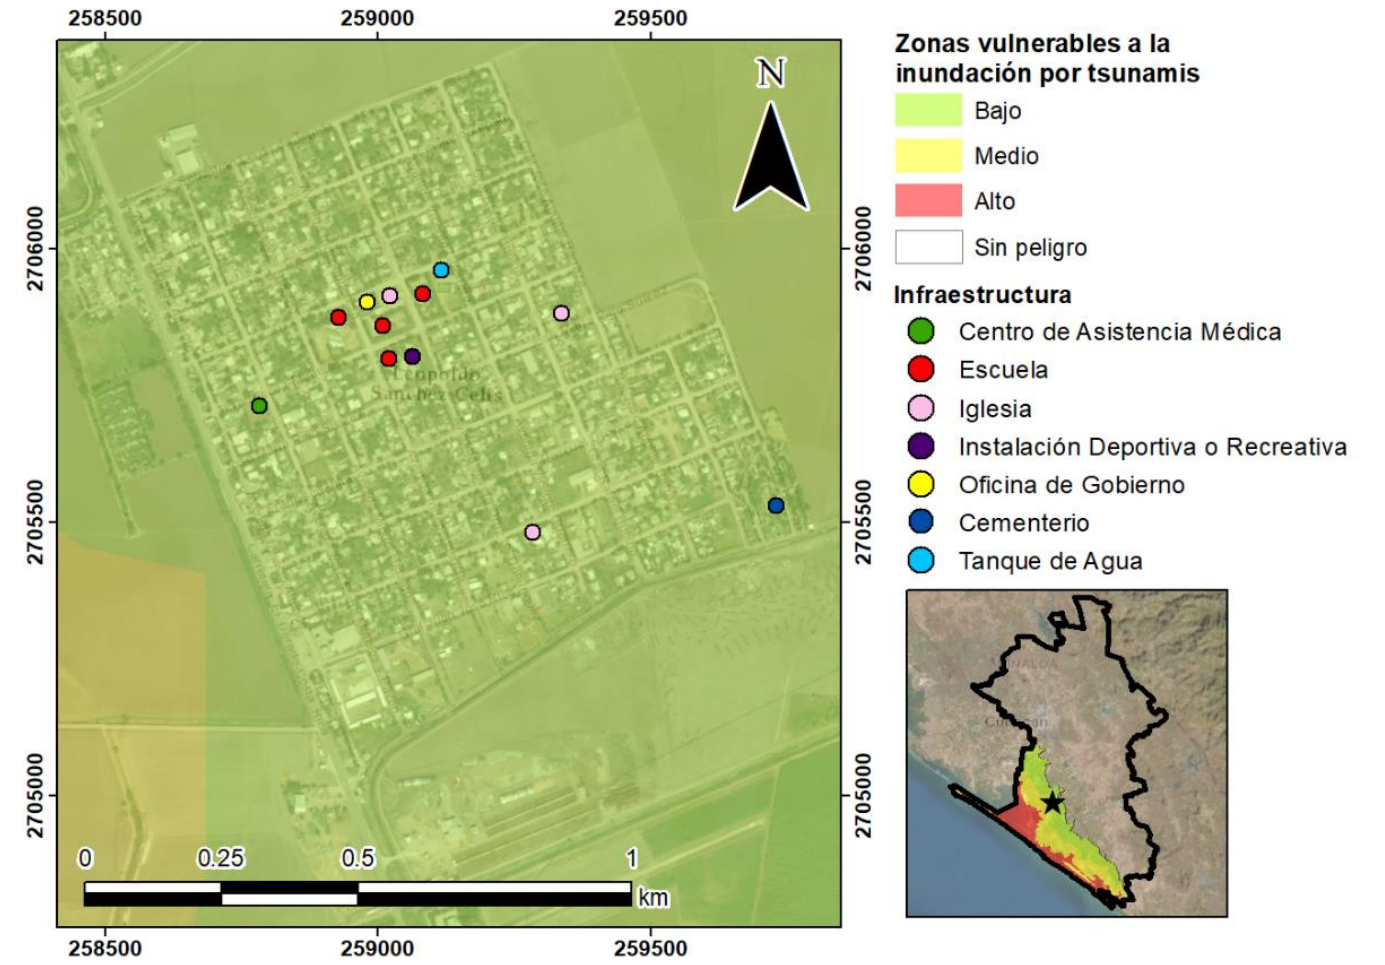 258500
259000
259500
N
2706000
2706000
Leopoldo
Sánchez Celis
2705500
2705500
2705000
2705000
0
0.25
0.5
1
km
258500
259000
259500
Zonas vulnerables a la
inundación por tsunamis
Bajo
Medio
Alto
Sin peligro
Infraestructura
Centro de Asistencia Médica
Escuela
Iglesia
Instalación Deportiva o Recreativa
Oficina de Gobierno
Cementerio
Tanque de Agua
SINALOA
Culiacán